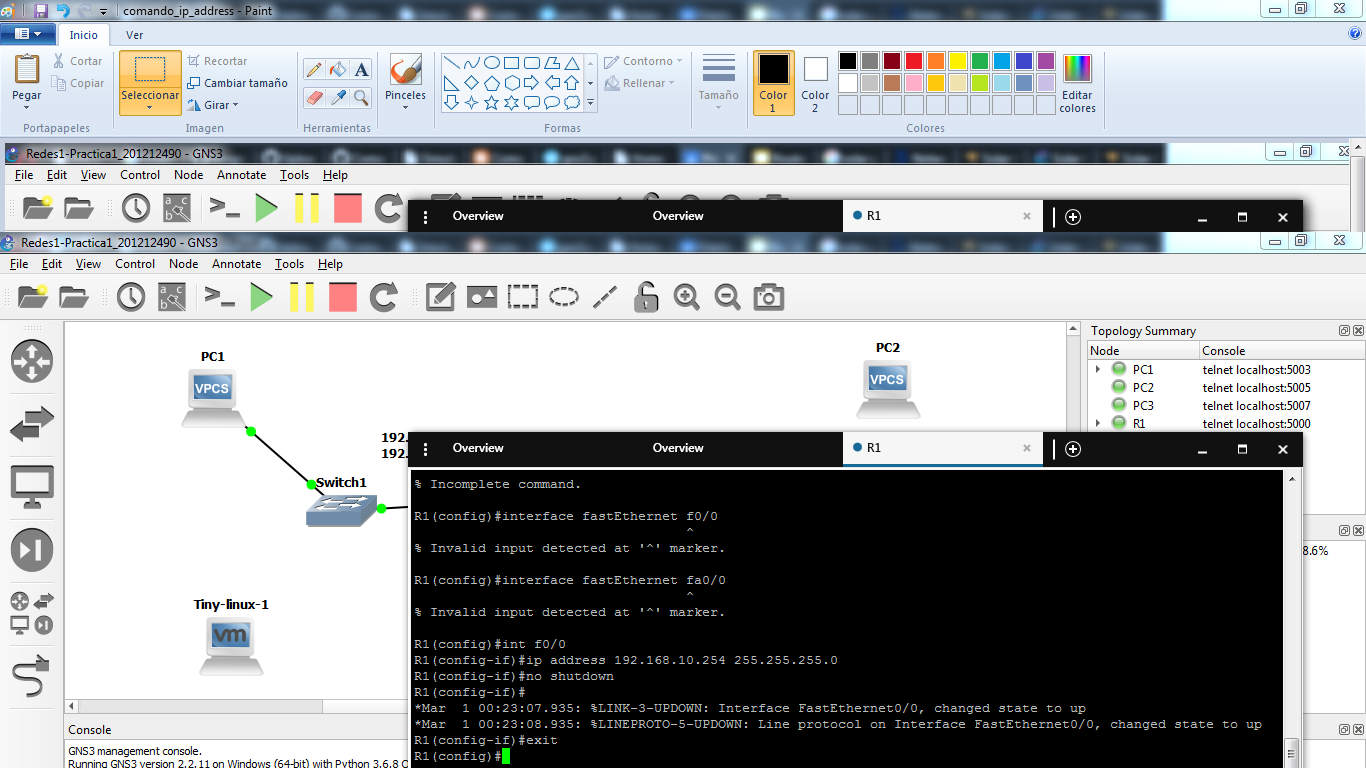 comando_ip_address - Paint
Inicio Ver
Pegar
Cortar
Copiar
Portapapeles
Seleccionar
Recortar
Cambiar tamaño
Girar
Imagen
A
Herramientas
Pinceles
Contorno
Rellenar
Formas
Tamaño
Color 1
Color 2
Editar colores
Colores
Redes1-Practica1_201212490 - GNS3
File Edit View Control Node Annotate Tools Help
Overview Overview R1
Redes1-Practica1_201212490 - GNS3
File Edit View Control Node Annotate Tools Help
PC1
VPCS
PC2
VPCS
192.
192.
Switch1
Tiny-linux-1
vm
Topology Summary
Node Console
PC1 telnet localhost:5003
PC2 telnet localhost:5005
PC3 telnet localhost:5007
R1 telnet localhost:5000
8.6%
Overview Overview R1
% Incomplete command.
R1(config)#interface fastEthernet f0/0
^
% Invalid input detected at '^' marker.
R1(config)#interface fastEthernet fa0/0
^
% Invalid input detected at '^' marker.
R1(config)#int f0/0
R1(config-if)#ip address 192.168.10.254 255.255.255.0
R1(config-if)#no shutdown
R1(config-if)#
*Mar  1 00:23:07.935: %LINK-3-UPDOWN: Interface FastEthernet0/0, changed state to up
*Mar  1 00:23:08.935: %LINEPROTO-5-UPDOWN: Line protocol on Interface FastEthernet0/0, changed state to up
R1(config-if)#exit
R1(config)#
Console
GNS3 management console.
Running GNS3 version 2.2.11 on Windows (64-bit) with Python 3.6.8